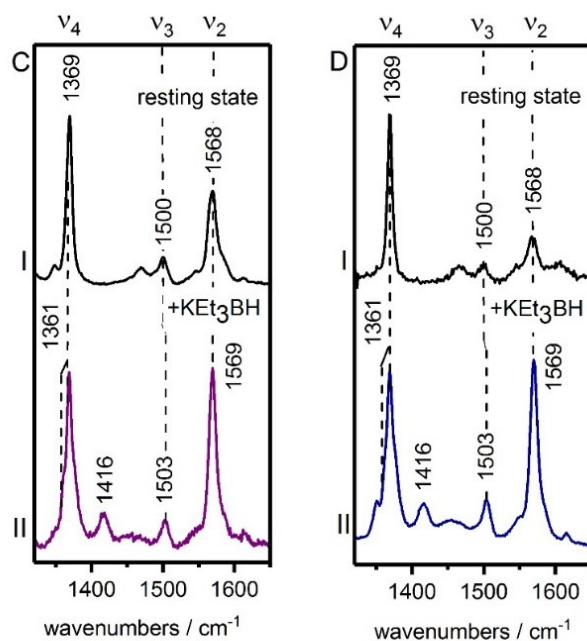 ν4 ν3 ν2
C
1369
resting state
1568
1500
I
+KEt3BH
1361
1569
1416
1503
II
1400 1500 1600
wavenumbers / cm-1
ν4 ν3 ν2
D
1369
resting state
1568
1500
I
+KEt3BH
1361
1569
1416
1503
II
1400 1500 1600
wavenumbers / cm-1